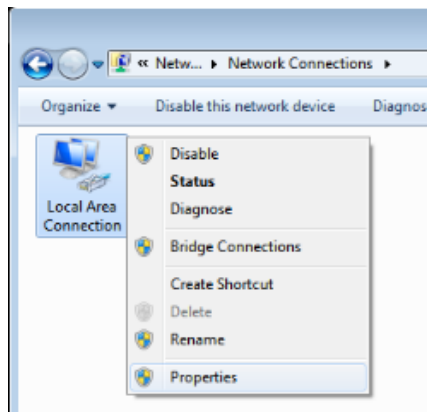 « Netw... ▸ Network Connections ▸
Organize ▾ Disable this network device Diagnos
Local Area
Connection
Disable
Status
Diagnose
Bridge Connections
Create Shortcut
Delete
Rename
Properties